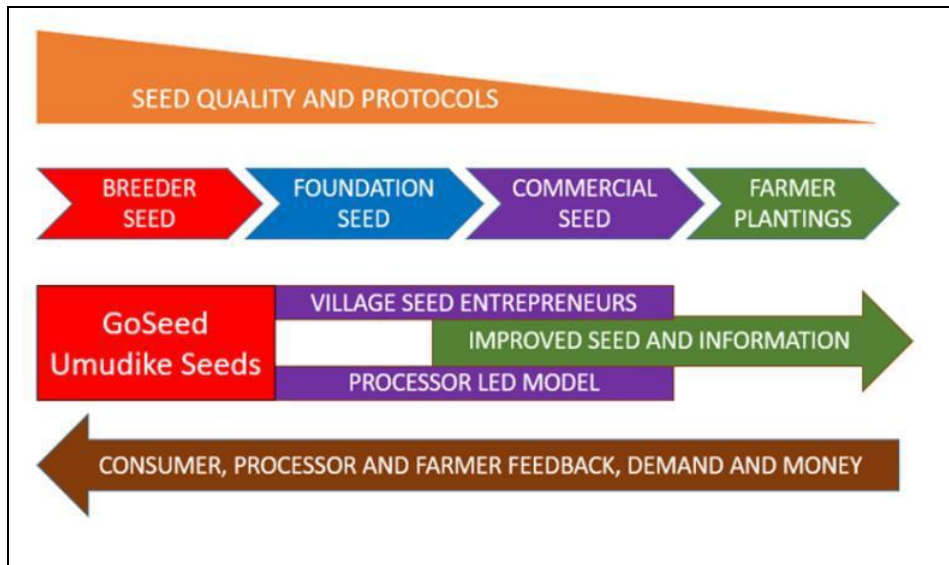 SEED QUALITY AND PROTOCOLS
BREEDER
SEED
FOUNDATION
SEED
COMMERCIAL
SEED
FARMER
PLANTINGS
GoSeed
Umudike Seeds
VILLAGE SEED ENTREPRENEURS
IMPROVED SEED AND INFORMATION
PROCESSOR LED MODEL
CONSUMER, PROCESSOR AND FARMER FEEDBACK, DEMAND AND MONEY